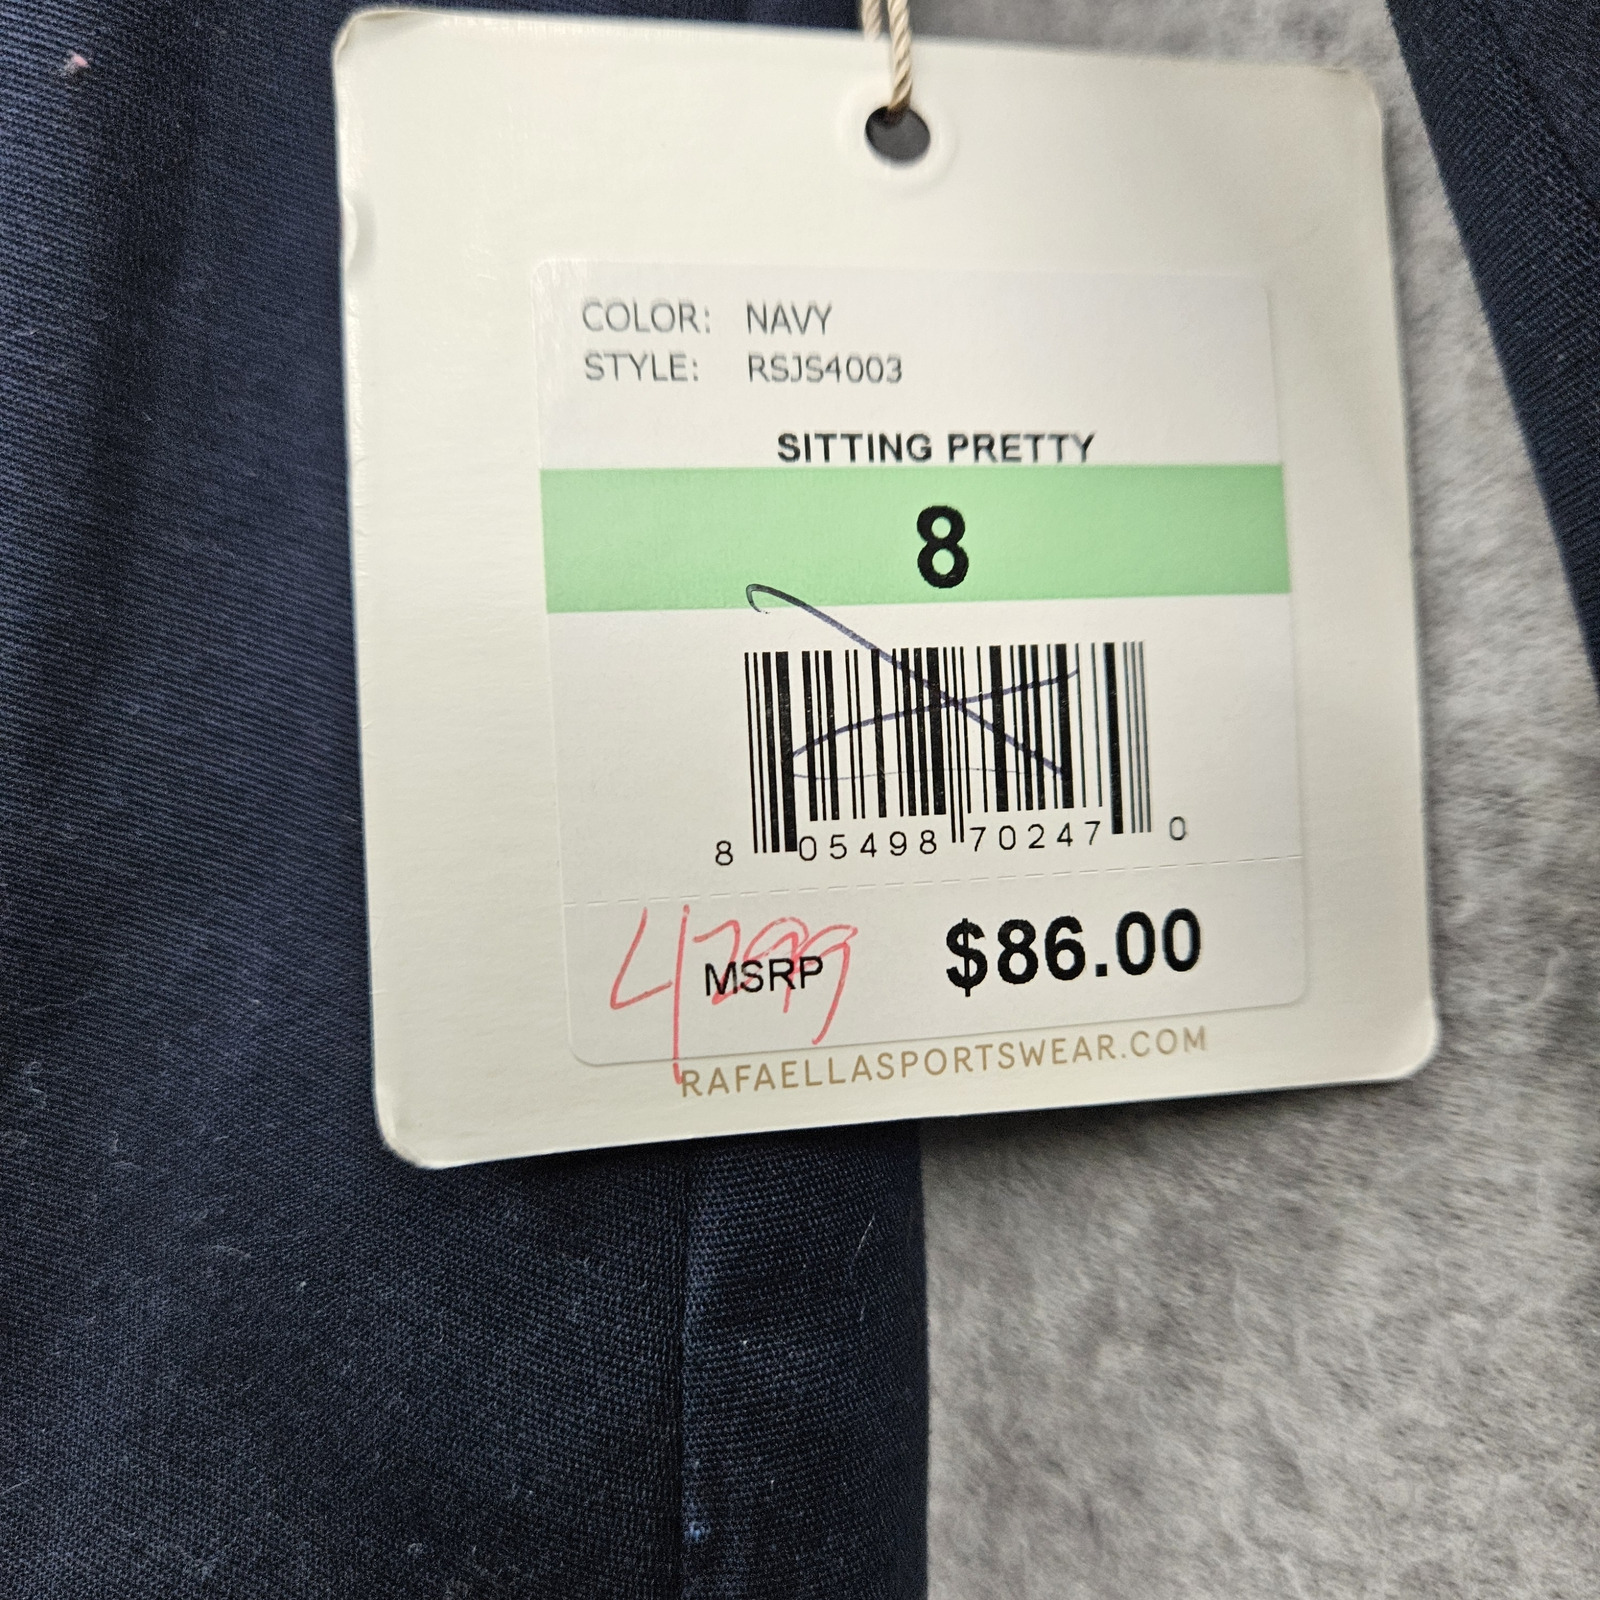 COLOR: NAVY
STYLE: RSJS4003
SITTING PRETTY
8
8 05498 70247 0
4299
MSRP $86.00
RAFAELLASPORTSWEAR.COM